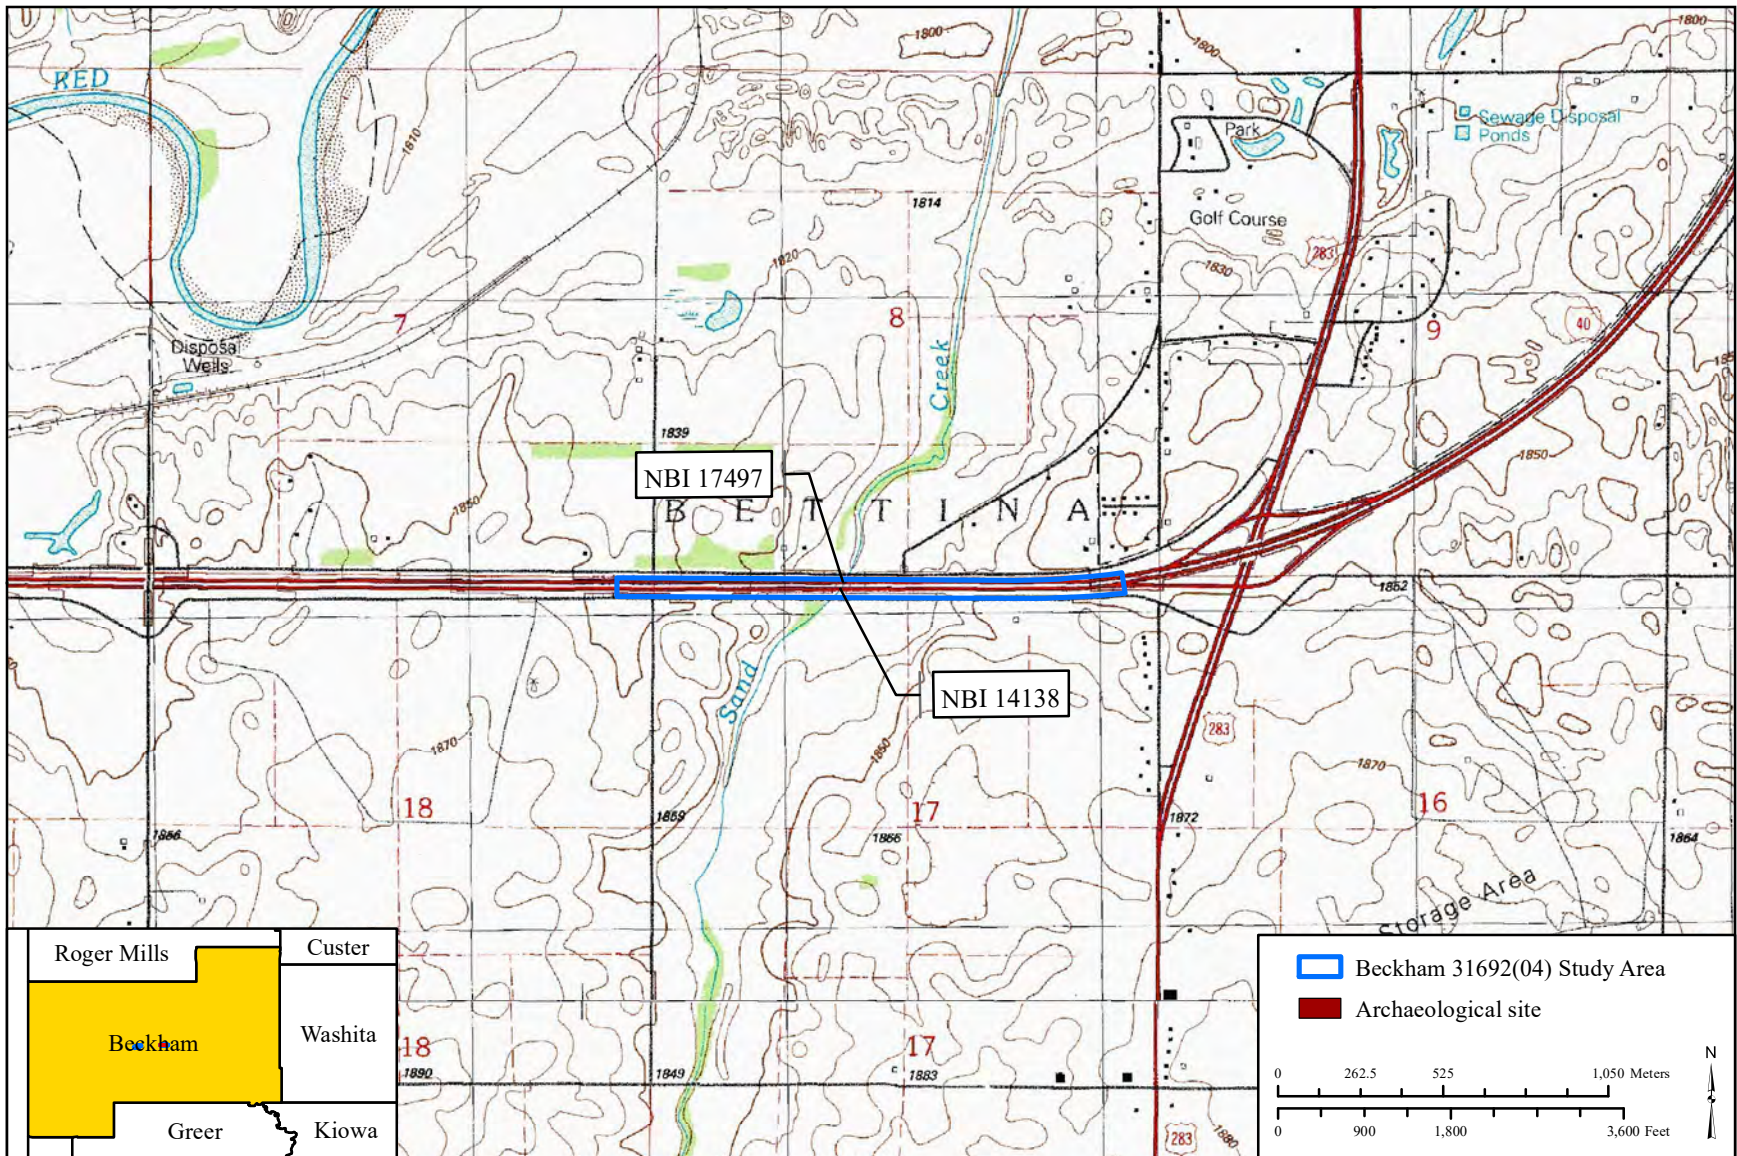 1800
1800
1800
RED
Sewage Disposal
Ponds
Park
1810
1814
Golf Course
283
1820
1830
7
8
9
40
Disposal
Wells
Creek
1839
1850
1850
NBI 17497
B E T T I N A
1862
Sand
NBI 14138
283
1870
1850
1870
18
17
16
1866
1859
1866
1872
1864
Storage Area
Roger Mills
Custer
Beckham
Washita
Greer
Kiowa
18
17
1890
1849
1883
283
1880
Beckham 31692(04) Study Area
Archaeological site
0 262.5 525 1,050 Meters
0 900 1,800 3,600 Feet
N